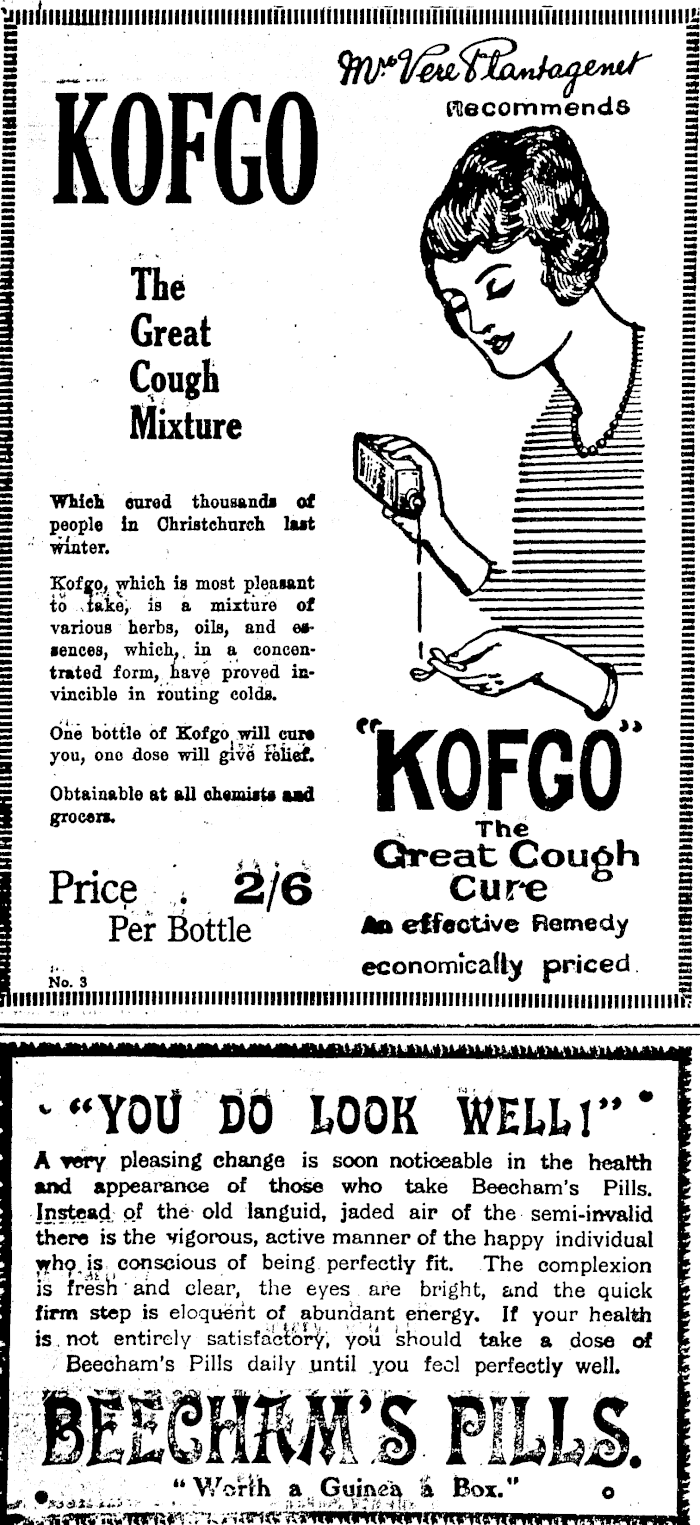 KOFGO
The
Great
Cough
Mixture
Which cured thousands of
people in Christchurch last
winter.
Kofgo, which is most pleasant
to take, is a mixture of
various herbs, oils, and es-
sences, which, in a concen-
trated form, have proved in-
vincible in routing colds.
One bottle of Kofgo will cure
you, one dose will give relief.
Obtainable at all chemists and
grocers.
Price . 2/6
Per Bottle
No. 3
Mrs Vere Plantagenet
Recommends
"KOFGO"
The
Great Cough
Cure
An effective Remedy
economically priced.
"YOU DO LOOK WELL!"
A very pleasing change is soon noticeable in the health
and appearance of those who take Beecham's Pills.
Instead of the old languid, jaded air of the semi-invalid
there is the vigorous, active manner of the happy individual
who is conscious of being perfectly fit. The complexion
is fresh and clear, the eyes are bright, and the quick
firm step is eloquent of abundant energy. If your health
is not entirely satisfactory, you should take a dose of
Beecham's Pills daily until you feel perfectly well.
BEECHAM'S PILLS.
"Worth a Guinea a Box."